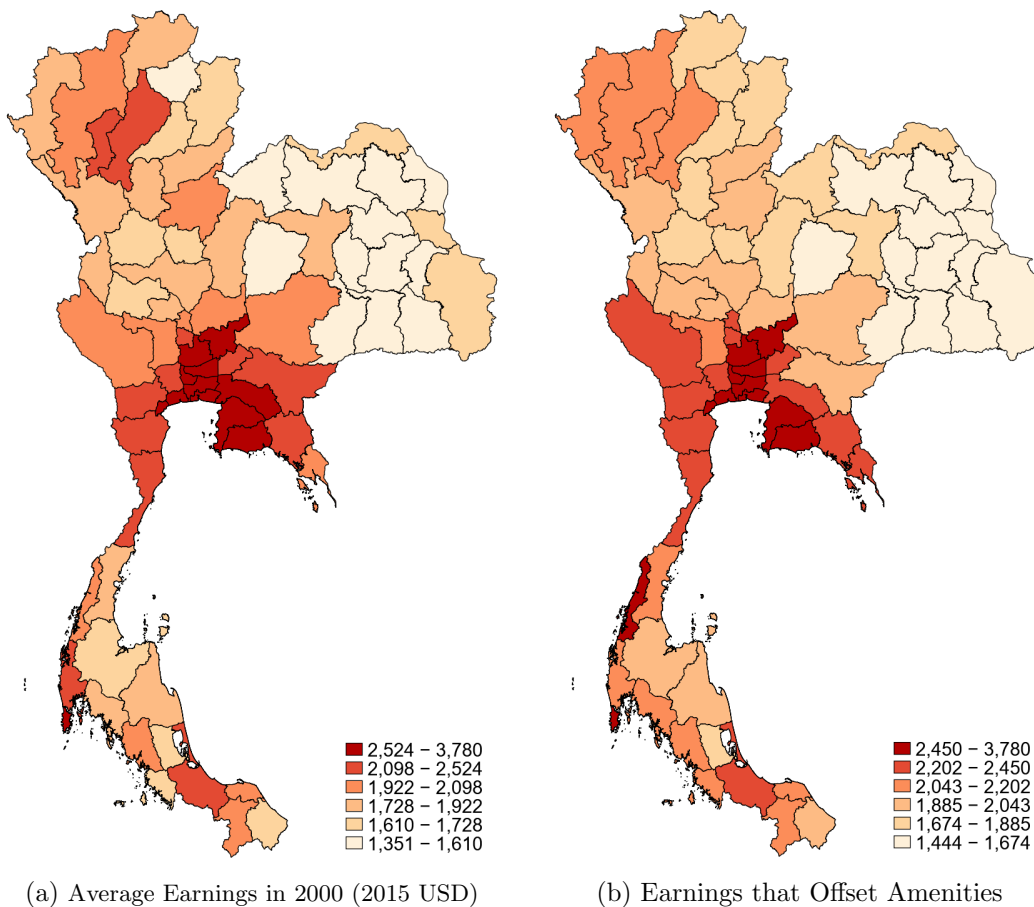 2,524 – 3,780
2,098 – 2,524
1,922 – 2,098
1,728 – 1,922
1,610 – 1,728
1,351 – 1,610
2,450 – 3,780
2,202 – 2,450
2,043 – 2,202
1,885 – 2,043
1,674 – 1,885
1,444 – 1,674
(a) Average Earnings in 2000 (2015 USD)
(b) Earnings that Offset Amenities